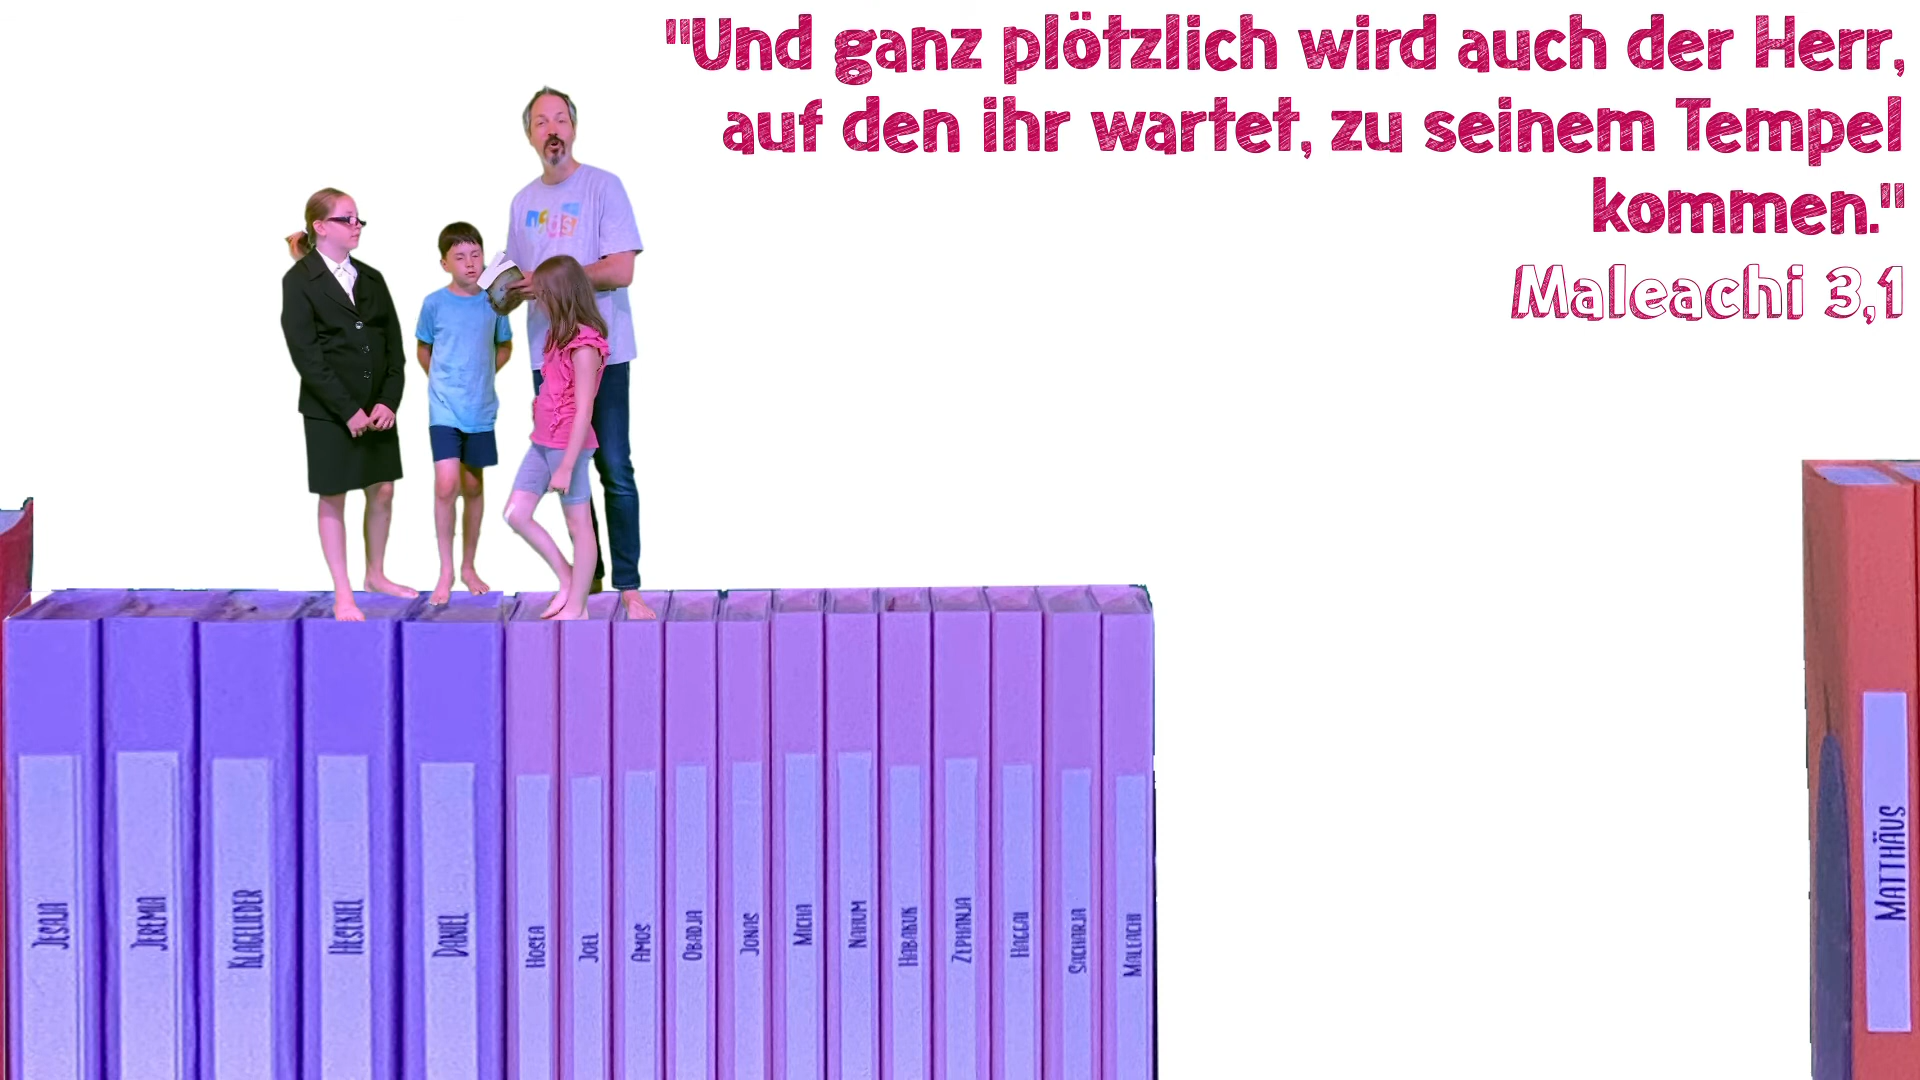 "Und ganz plötzlich wird auch der Herr,
auf den ihr wartet, zu seinem Tempel
kommen."
Maleachi 3,1
Jesaja
Jeremia
Klagelieder
Hesekiel
Daniel
Hosea
Joel
Amos
Obadja
Jonas
Micha
Nahum
Habakuk
Zephanja
Haggai
Sacharja
Maleachi
Matthäus